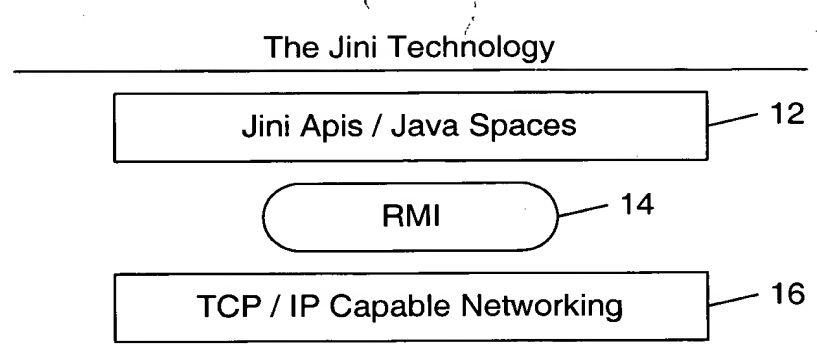 The Jini Technology
Jini Apis / Java Spaces
12
RMI
14
TCP / IP Capable Networking
16